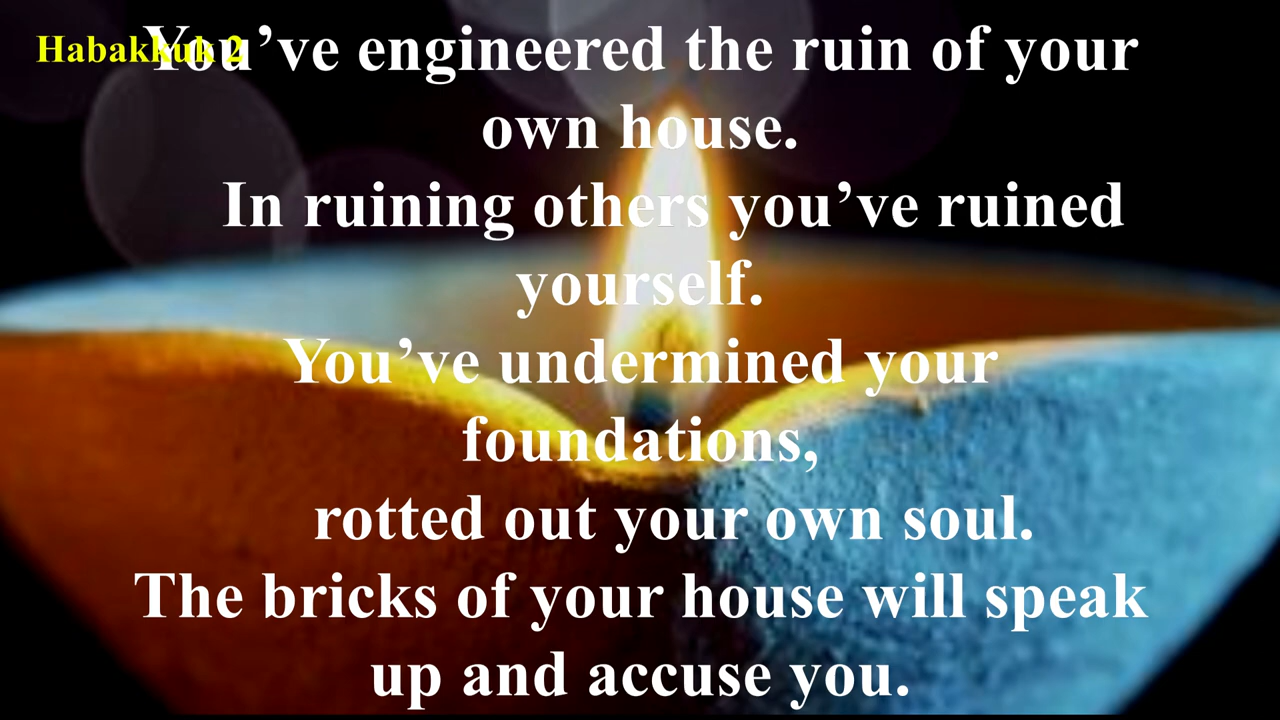 Habakkuk 2
You’ve engineered the ruin of your
own house.
In ruining others you’ve ruined
yourself.
You’ve undermined your
foundations,
rotted out your own soul.
The bricks of your house will speak
up and accuse you.